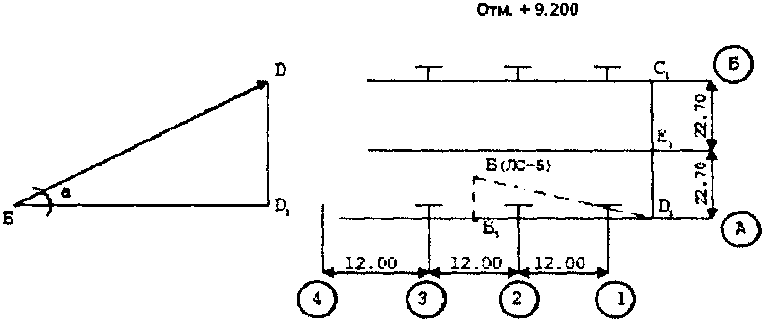 Отм. + 9.200
D
α
Б
D₁
C₁
Б
22.70
E₁
Б(ЛС-5)
22.70
B₁
D₁
А
12.00
12.00
12.00
4
3
2
1